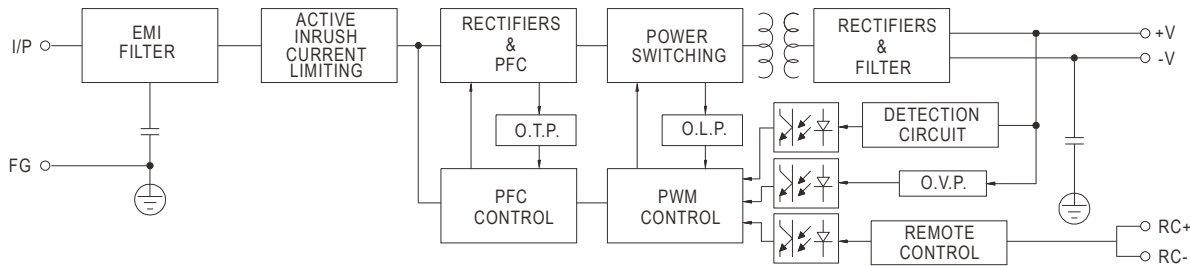 I/P
EMI
FILTER
ACTIVE
INRUSH
CURRENT
LIMITING
RECTIFIERS
&
PFC
POWER
SWITCHING
RECTIFIERS
&
FILTER
+V
-V
O.T.P.
O.L.P.
DETECTION
CIRCUIT
FG
PFC
CONTROL
PWM
CONTROL
O.V.P.
REMOTE
CONTROL
RC+
RC-